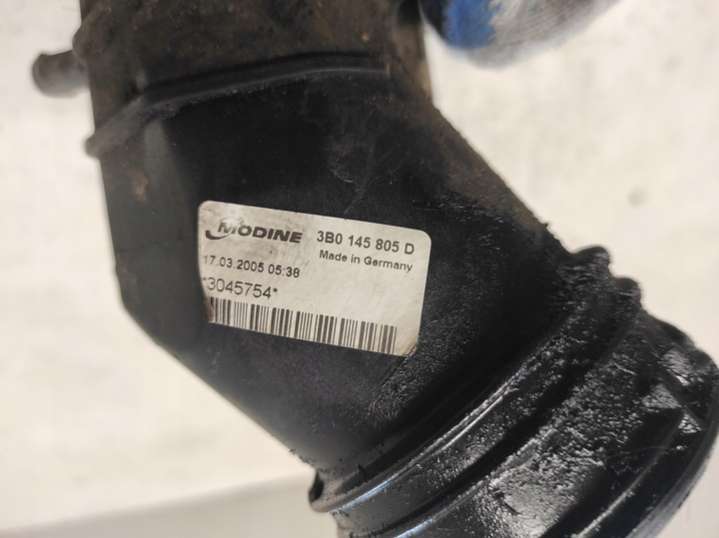 MODINE 3B0 145 805 D
Made in Germany
17.03.2005 05:38
*3045754*